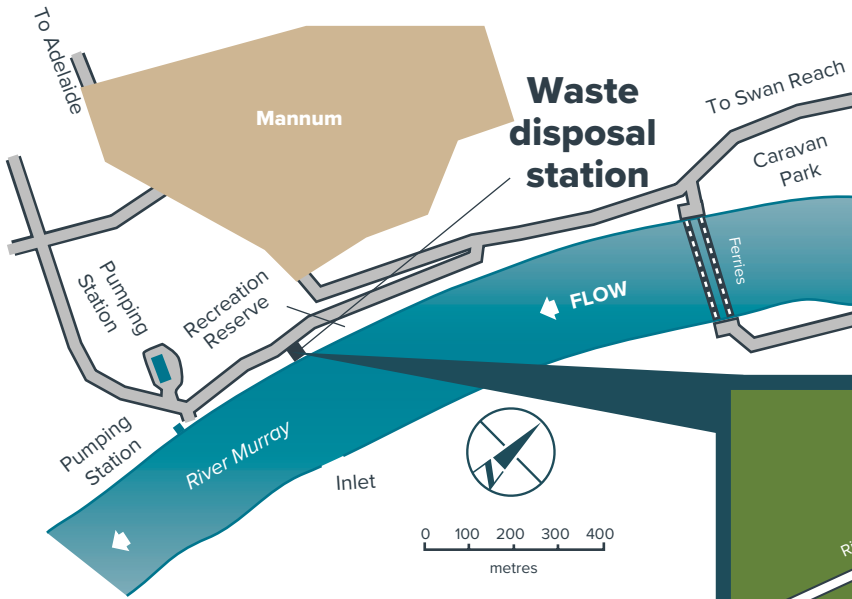 To Adelaide
Mannum
Waste
disposal
station
To Swan Reach
Caravan
Park
Ferries
FLOW
Pumping
Station
Recreation
Reserve
Pumping
Station
River Murray
Inlet
0 100 200 300 400
metres